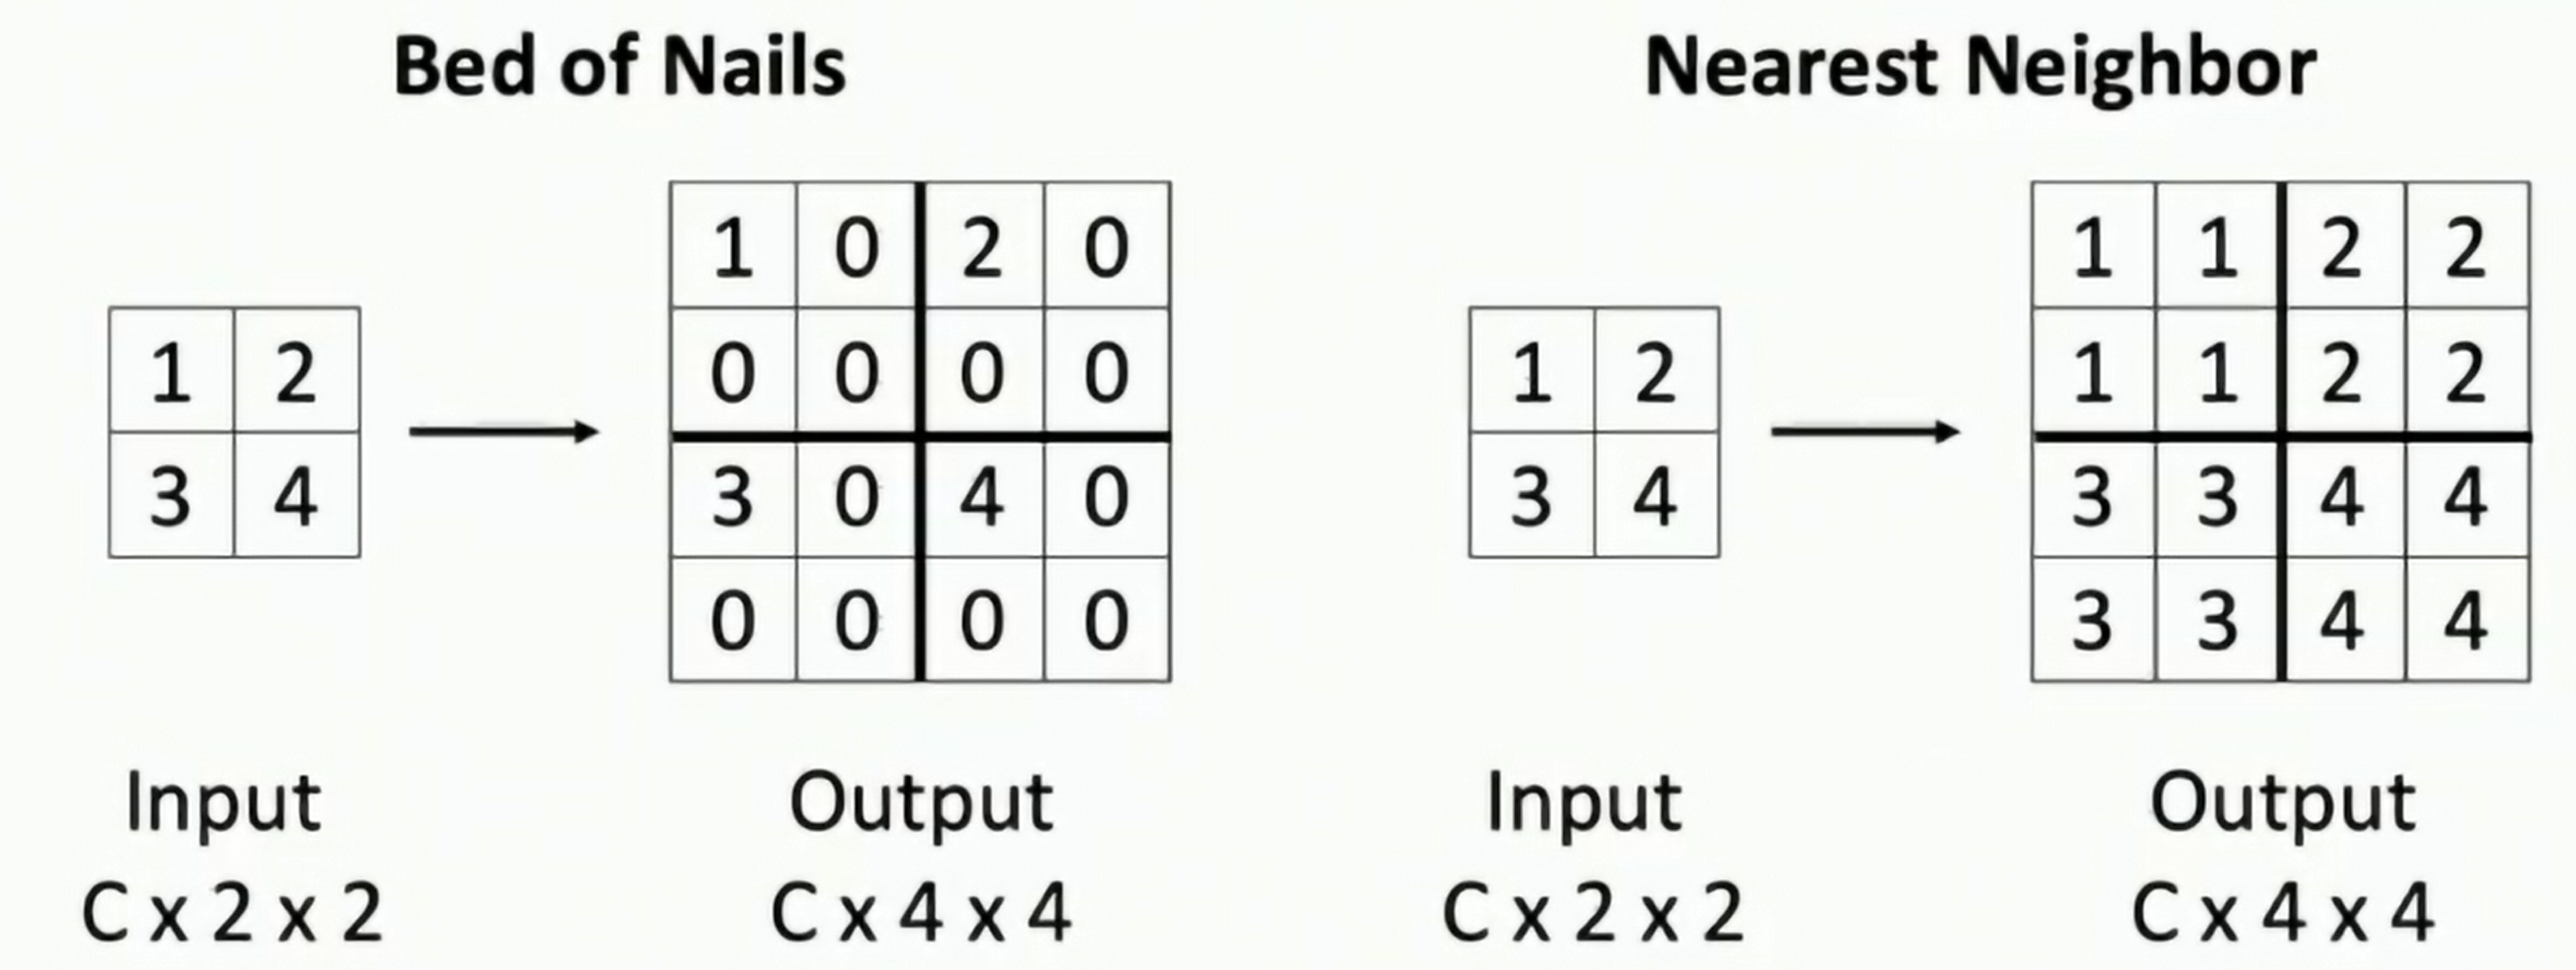 Bed of Nails
1 2
3 4
1 0 2 0
0 0 0 0
3 0 4 0
0 0 0 0
Input
C x 2 x 2
Output
C x 4 x 4
Nearest Neighbor
1 2
3 4
1 1 2 2
1 1 2 2
3 3 4 4
3 3 4 4
Input
C x 2 x 2
Output
C x 4 x 4